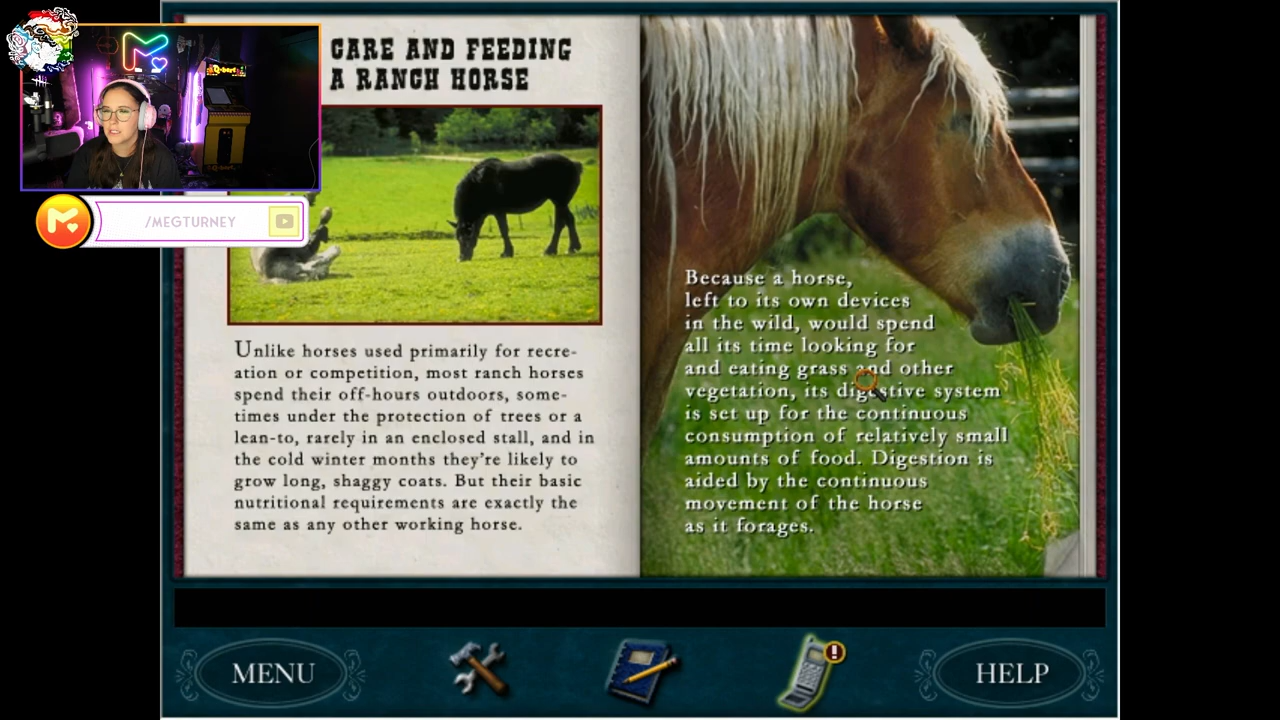 CARE AND FEEDING
A RANCH HORSE
/MEGTURNEY
Unlike horses used primarily for recre-
ation or competition, most ranch horses
spend their off-hours outdoors, some-
times under the protection of trees or a
lean-to, rarely in an enclosed stall, and in
the cold winter months they're likely to
grow long, shaggy coats. But their basic
nutritional requirements are exactly the
same as any other working horse.
Because a horse,
left to its own devices
in the wild, would spend
all its time looking for
and eating grass and other
vegetation, its digestive system
is set up for the continuous
consumption of relatively small
amounts of food. Digestion is
aided by the continuous
movement of the horse
as it forages.
MENU
HELP